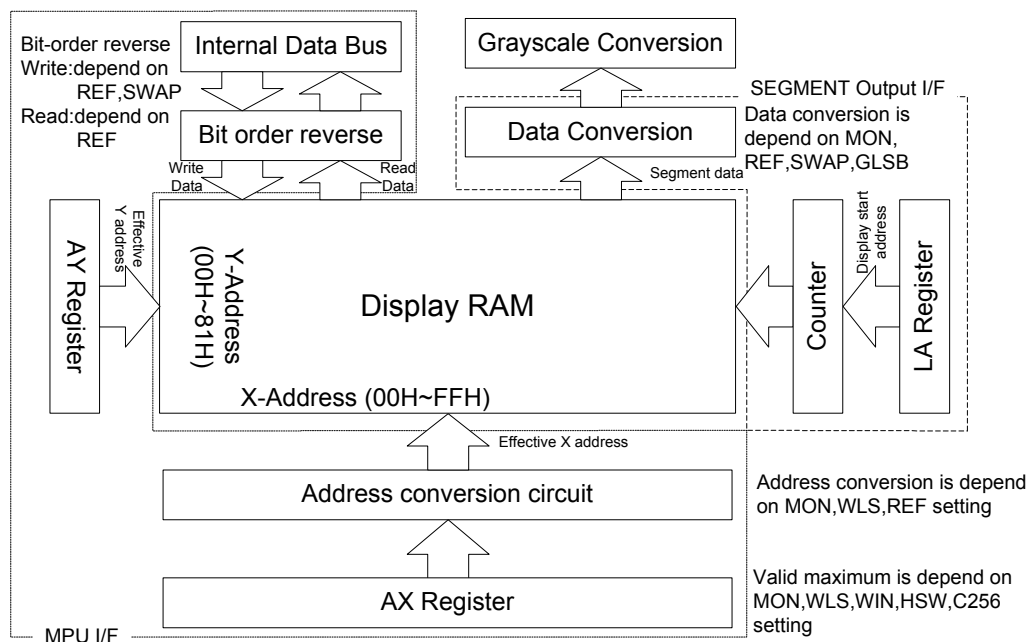 Bit-order reverse
Write:depend on
REF,SWAP
Read:depend on
REF
Internal Data Bus
Bit order reverse
Write
Data
Read
Data
Grayscale Conversion
SEGMENT Output I/F
Data Conversion
Data conversion is
depend on MON,
REF,SWAP,GLSB
Segment data
AY Register
Effective
Y address
Y-Address
(00H~81H)
Display RAM
X-Address (00H~FFH)
Counter
Display start
address
LA Register
Effective X address
Address conversion circuit
Address conversion is depend
on MON,WLS,REF setting
AX Register
Valid maximum is depend on
MON,WLS,WIN,HSW,C256
setting
MPU I/F